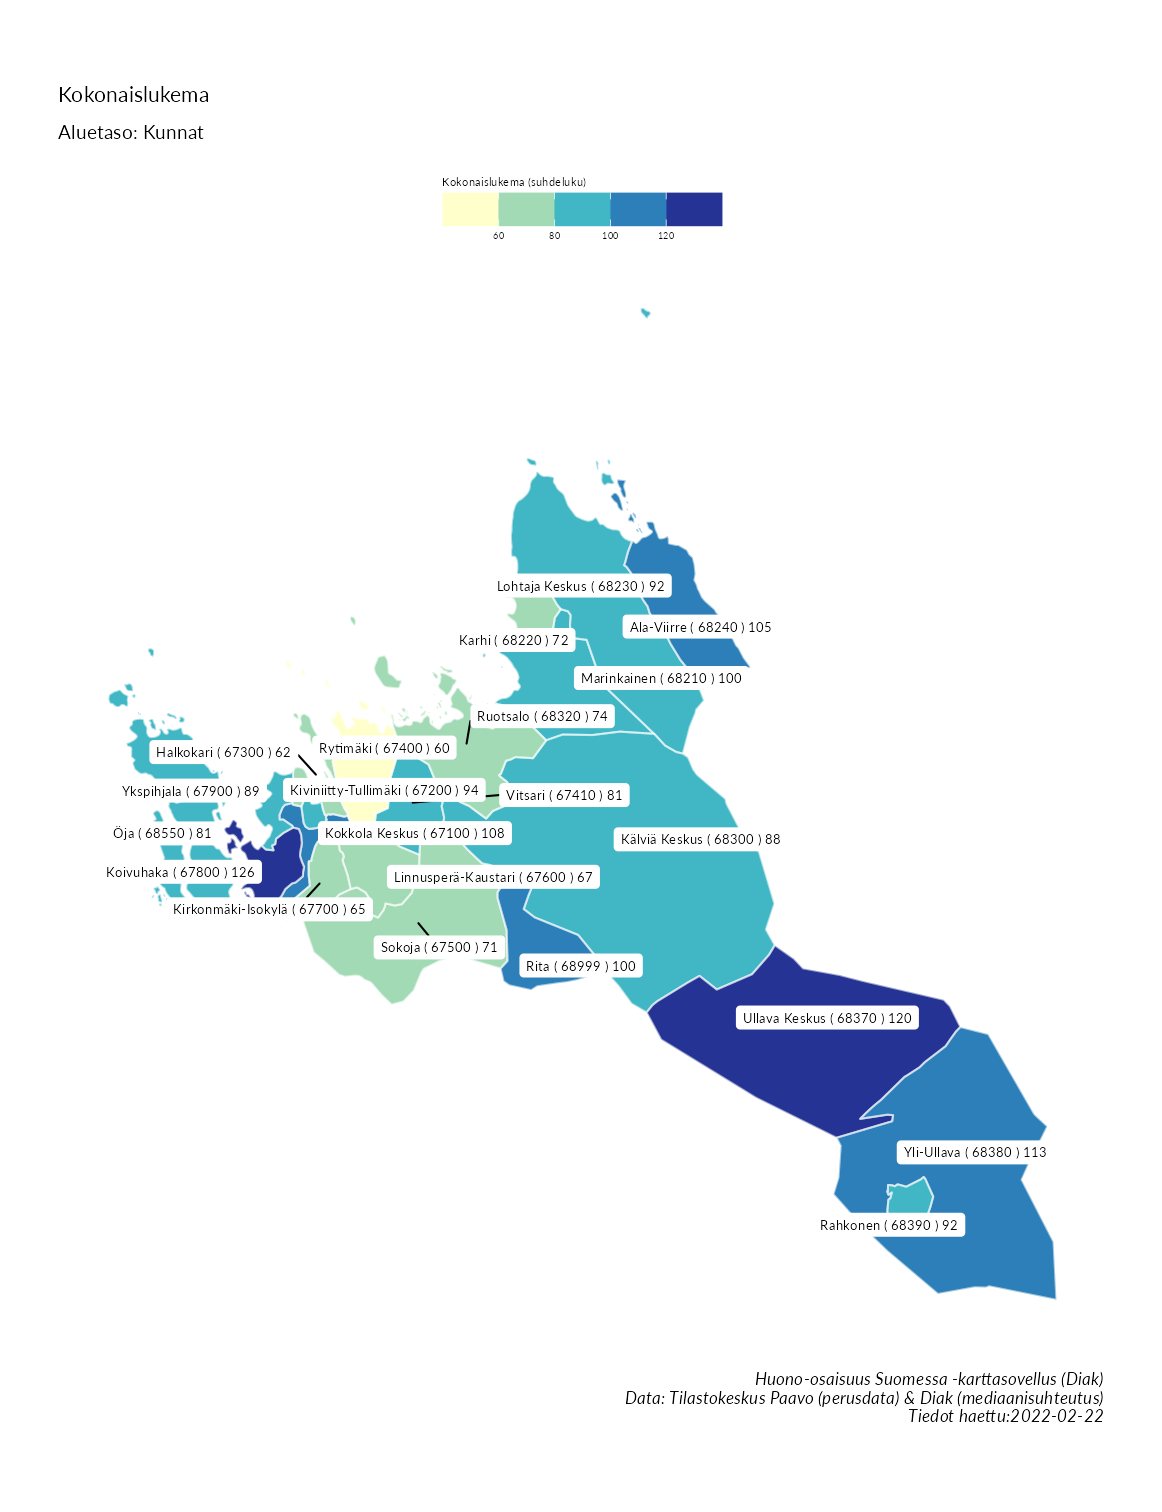 Kokonaislukema
Aluetaso: Kunnat
Kokonaislukema (suhdeluku)
60 80 100 120
Lohtaja Keskus ( 68230 ) 92
Ala-Viirre ( 68240 ) 105
Karhi ( 68220 ) 72
Marinkainen ( 68210 ) 100
Ruotsalo ( 68320 ) 74
Rytimäki ( 67400 ) 60
Halkokari ( 67300 ) 62
Kiviniitty-Tullimäki ( 67200 ) 94
Ykspihjala ( 67900 ) 89
Vitsari ( 67410 ) 81
Öja ( 68550 ) 81
Kokkola Keskus ( 67100 ) 108
Kälviä Keskus ( 68300 ) 88
Koivuhaka ( 67800 ) 126
Linnusperä-Kaustari ( 67600 ) 67
Kirkonmäki-Isokylä ( 67700 ) 65
Sokoja ( 67500 ) 71
Rita ( 68999 ) 100
Ullava Keskus ( 68370 ) 120
Yli-Ullava ( 68380 ) 113
Rahkonen ( 68390 ) 92
Huono-osaisuus Suomessa -karttasovellus (Diak)
Data: Tilastokeskus Paavo (perusdata) & Diak (mediaanisuhteutus)
Tiedot haettu:2022-02-22